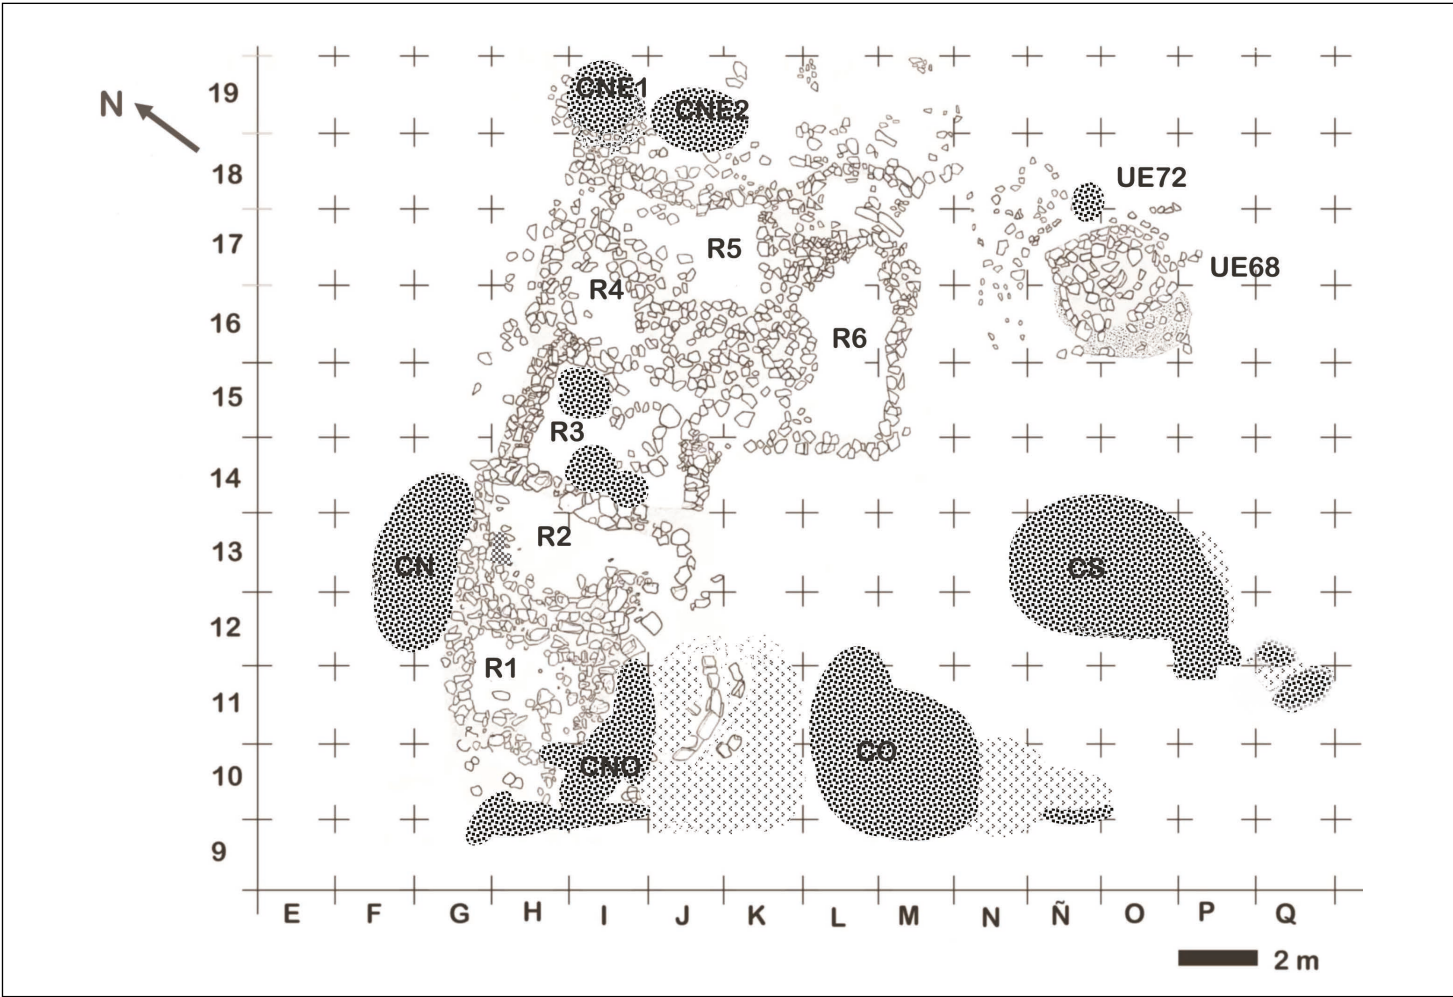 CNE1
19
N
CNE2
18
UE72
17
R5
UE68
R4
16
R6
15
R3
14
R2
13
CN
CS
12
R1
11
CO
CNO
10
9
E F G H I J K L M N Ñ O P Q
2 m